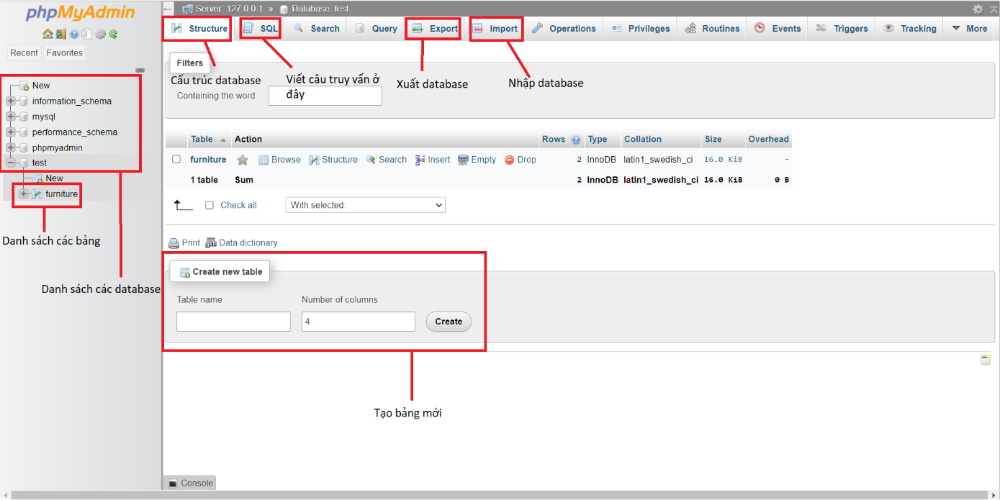 phpMyAdmin
Server: 127.0.0.1 » Database: test
Structure SQL Search Query Export Import Operations Privileges Routines Events Triggers Tracking More
Recent Favorites
New
information_schema
mysql
performance_schema
phpmyadmin
test
New
furniture
Danh sách các bảng
Danh sách các database
Filters
Cấu trúc database
Viết câu truy vấn ở
đây
Xuất database
Nhập database
Containing the word:
Table Action Rows Type Collation Size Overhead
furniture Browse Structure Search Insert Empty Drop 2 InnoDB latin1_swedish_ci 16.0 KiB -
1 table Sum 2 InnoDB latin1_swedish_ci 16.0 KiB 0 B
Check all With selected:
Print Data dictionary
Create new table
Table name Number of columns
4 Create
Tạo bảng mới
Console